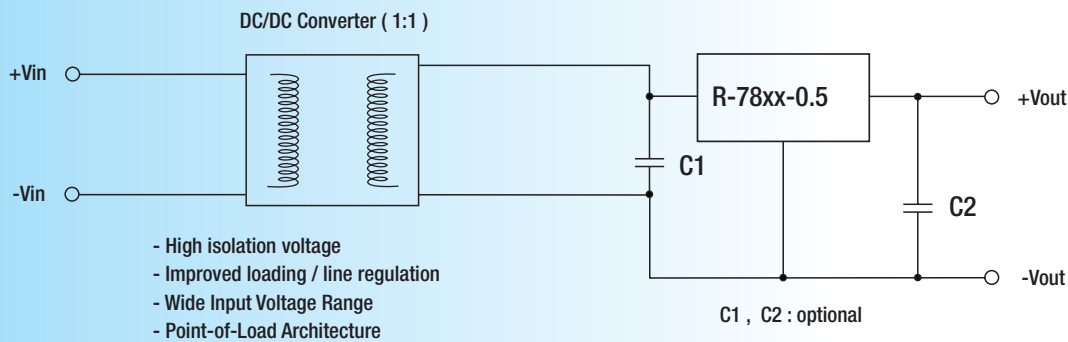 DC/DC Converter ( 1:1 )
+Vin
R-78xx-0.5
+Vout
C1
-Vin
C2
- High isolation voltage
- Improved loading / line regulation
-Vout
- Wide Input Voltage Range
C1 , C2 : optional
- Point-of-Load Architecture